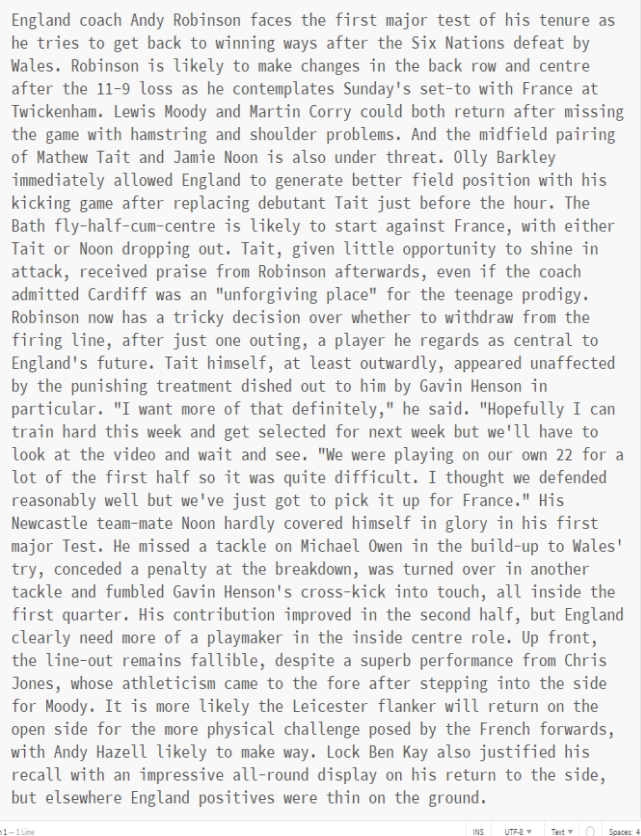 England coach Andy Robinson faces the first major test of his tenure as
he tries to get back to winning ways after the Six Nations defeat by
Wales. Robinson is likely to make changes in the back row and centre
after the 11-9 loss as he contemplates Sunday's set-to with France at
Twickenham. Lewis Moody and Martin Corry could both return after missing
the game with hamstring and shoulder problems. And the midfield pairing
of Mathew Tait and Jamie Noon is also under threat. Olly Barkley
immediately allowed England to generate better field position with his
kicking game after replacing debutant Tait just before the hour. The
Bath fly-half-cum-centre is likely to start against France, with either
Tait or Noon dropping out. Tait, given little opportunity to shine in
attack, received praise from Robinson afterwards, even if the coach
admitted Cardiff was an "unforgiving place" for the teenage prodigy.
Robinson now has a tricky decision over whether to withdraw from the
firing line, after just one outing, a player he regards as central to
England's future. Tait himself, at least outwardly, appeared unaffected
by the punishing treatment dished out to him by Gavin Henson in
particular. "I want more of that definitely," he said. "Hopefully I can
train hard this week and get selected for next week but we'll have to
look at the video and wait and see. "We were playing on our own 22 for a
lot of the first half so it was quite difficult. I thought we defended
reasonably well but we've just got to pick it up for France." His
Newcastle team-mate Noon hardly covered himself in glory in his first
major Test. He missed a tackle on Michael Owen in the build-up to Wales'
try, conceded a penalty at the breakdown, was turned over in another
tackle and fumbled Gavin Henson's cross-kick into touch, all inside the
first quarter. His contribution improved in the second half, but England
clearly need more of a playmaker in the inside centre role. Up front,
the line-out remains fallible, despite a superb performance from Chris
Jones, whose athleticism came to the fore after stepping into the side
for Moody. It is more likely the Leicester flanker will return on the
open side for the more physical challenge posed by the French forwards,
with Andy Hazell likely to make way. Lock Ben Kay also justified his
recall with an impressive all-round display on his return to the side,
but elsewhere England positives were thin on the ground.
1 — 1 Line INS UTF-8 Text Spaces: 4